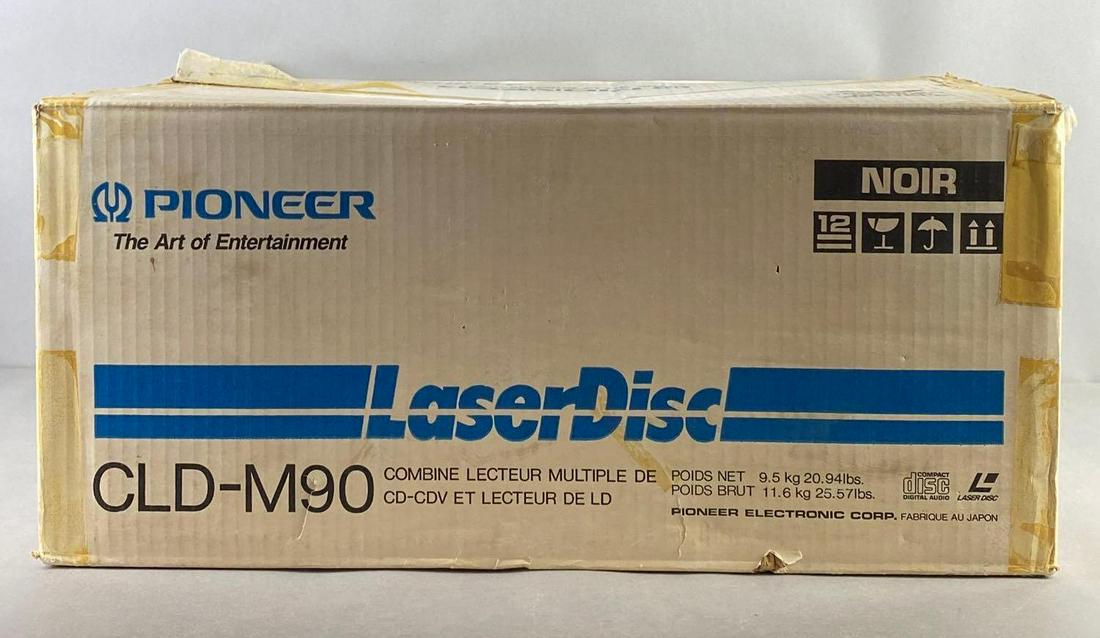 PIONEER
The Art of Entertainment
NOIR
12
LaserDisc
CLD-M90
COMBINE LECTEUR MULTIPLE DE
CD-CDV ET LECTEUR DE LD
POIDS NET 9.5 kg 20.94lbs.
POIDS BRUT 11.6 kg 25.57lbs.
COMPACT
disc
DIGITAL AUDIO
LASER DISC
PIONEER ELECTRONIC CORP. FABRIQUE AU JAPON